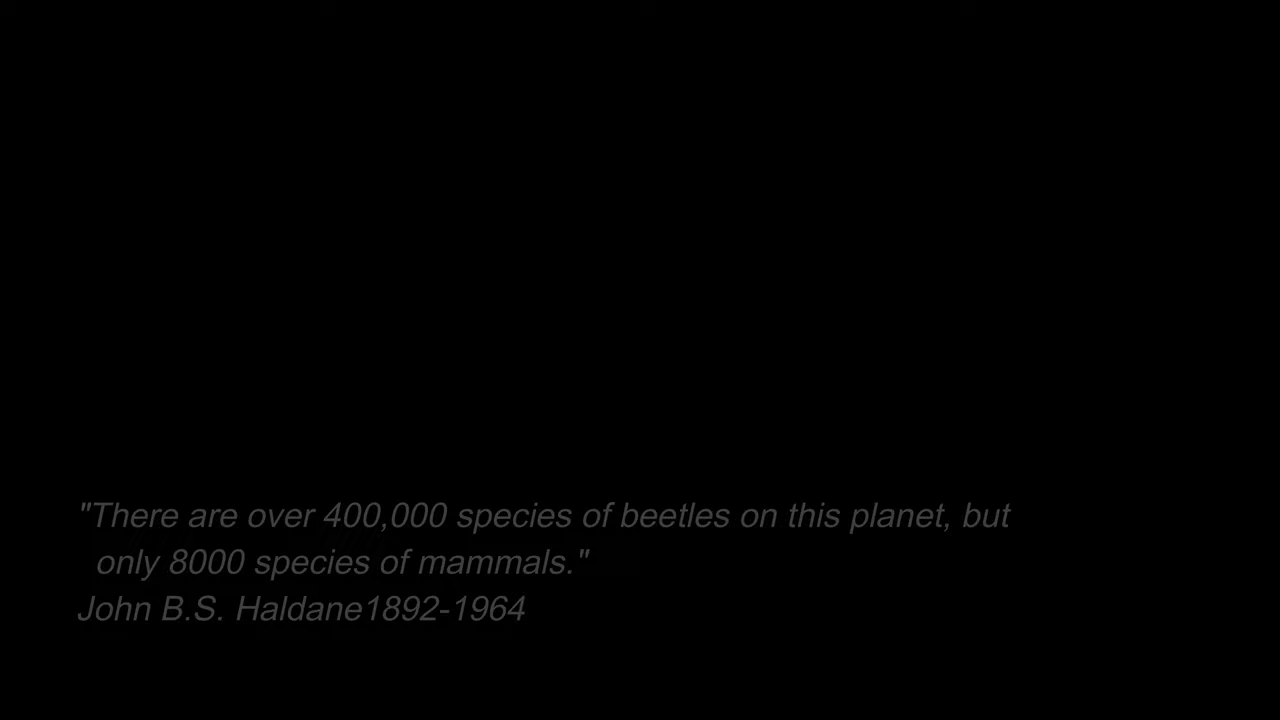 "There are over 400,000 species of beetles on this planet, but
only 8000 species of mammals."
John B.S. Haldane1892-1964